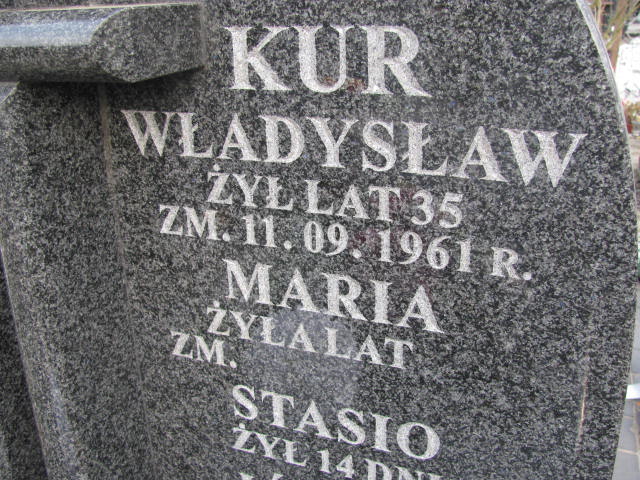 KUR
WŁADYSŁAW
ŻYŁ LAT 35
ZM. 11. 09. 1961 R.
MARIA
ŻYŁA LAT
ZM.
STASIO
ŻYŁ 14 DNI